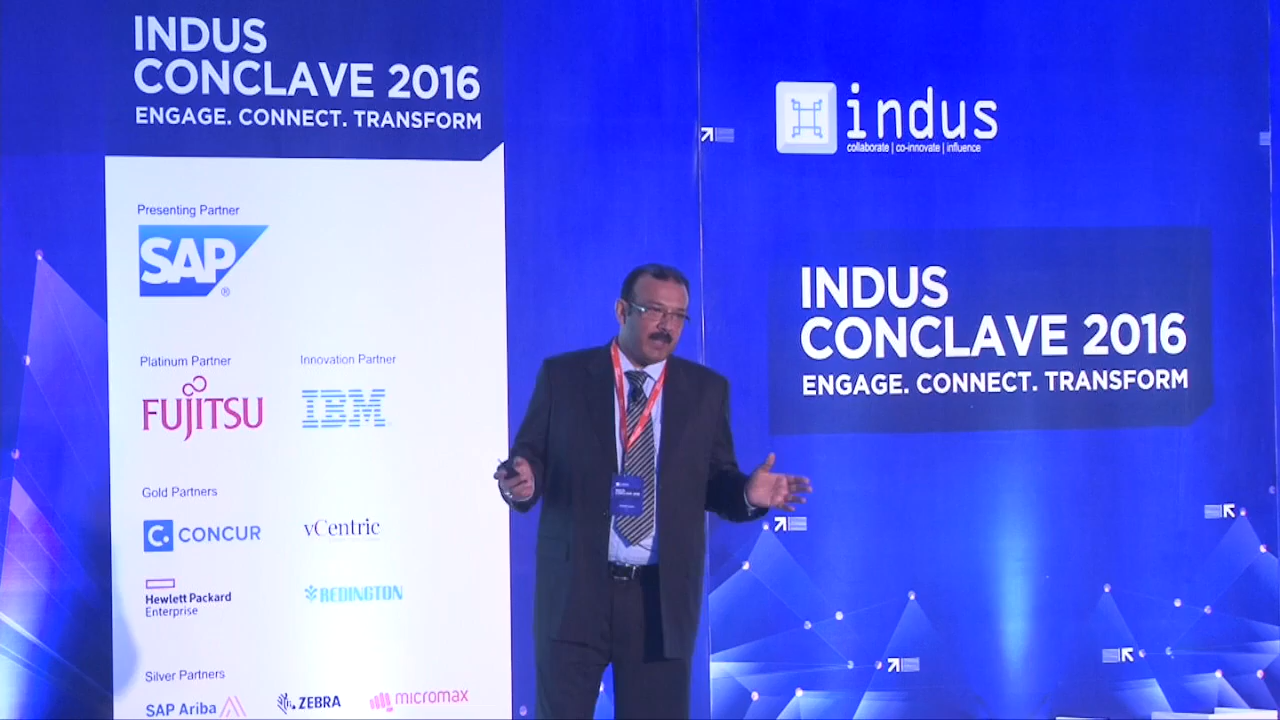 INDUS
CONCLAVE 2016
ENGAGE. CONNECT. TRANSFORM
Presenting Partner
SAP
®
Platinum Partner
Innovation Partner
FUJITSU
IBM
Gold Partners
C.
CONCUR
vCentric
Hewlett Packard
Enterprise
REDINGTON
Silver Partners
SAP Ariba
ZEBRA
micromax
indus
collaborate | co-innovate | influence
INDUS
CONCLAVE 2016
ENGAGE. CONNECT. TRANSFORM